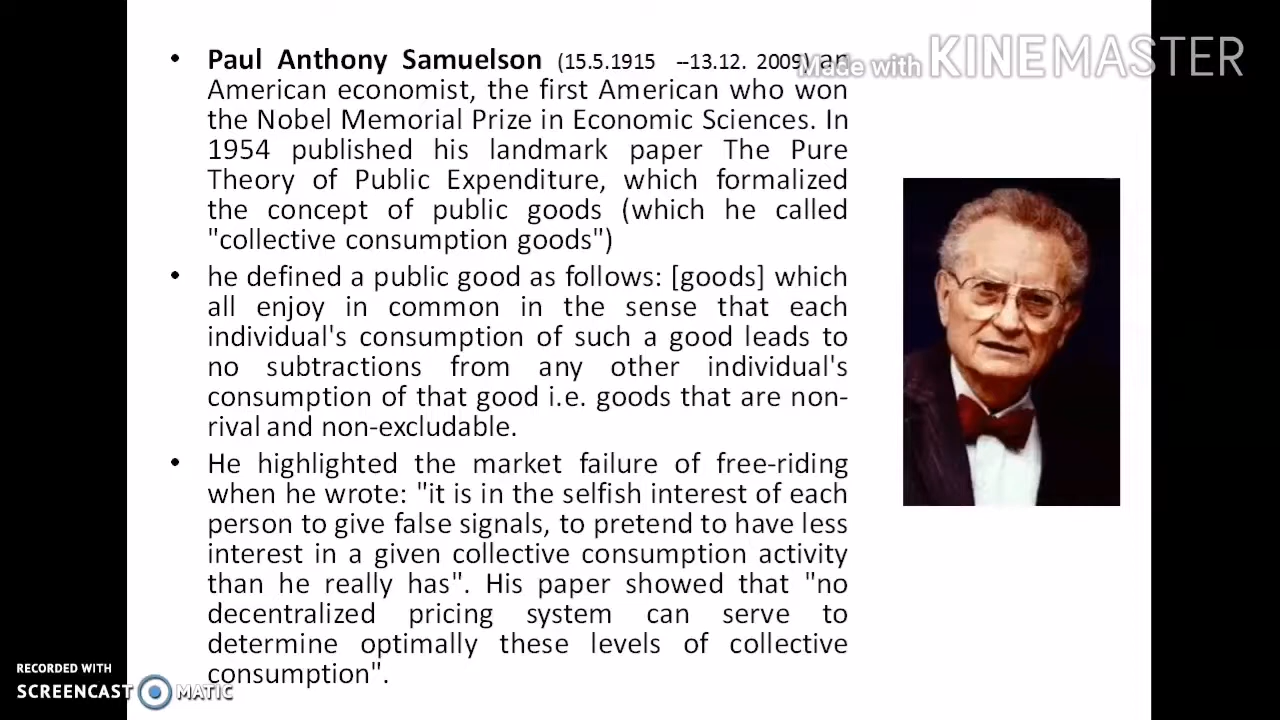 • Paul Anthony Samuelson (15.5.1915 –13.12. 2009) an
American economist, the first American who won
the Nobel Memorial Prize in Economic Sciences. In
1954 published his landmark paper The Pure
Theory of Public Expenditure, which formalized
the concept of public goods (which he called
"collective consumption goods")
• he defined a public good as follows: [goods] which
all enjoy in common in the sense that each
individual's consumption of such a good leads to
no subtractions from any other individual's
consumption of that good i.e. goods that are non-
rival and non-excludable.
• He highlighted the market failure of free-riding
when he wrote: "it is in the selfish interest of each
person to give false signals, to pretend to have less
interest in a given collective consumption activity
than he really has". His paper showed that "no
decentralized pricing system can serve to
determine optimally these levels of collective
consumption".
Made with KINEMASTER
RECORDED WITH
SCREENCAST MATIC